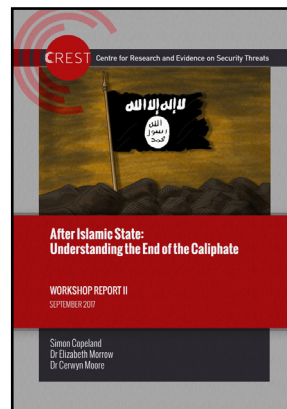 CREST
Centre for Research and Evidence on Security Threats
لا إله إلا الله
الله
رسول
محمد
After Islamic State:
Understanding the End of the Caliphate
WORKSHOP REPORT II
SEPTEMBER 2017
Simon Copeland
Dr Elizabeth Morrow
Dr Cerwyn Moore